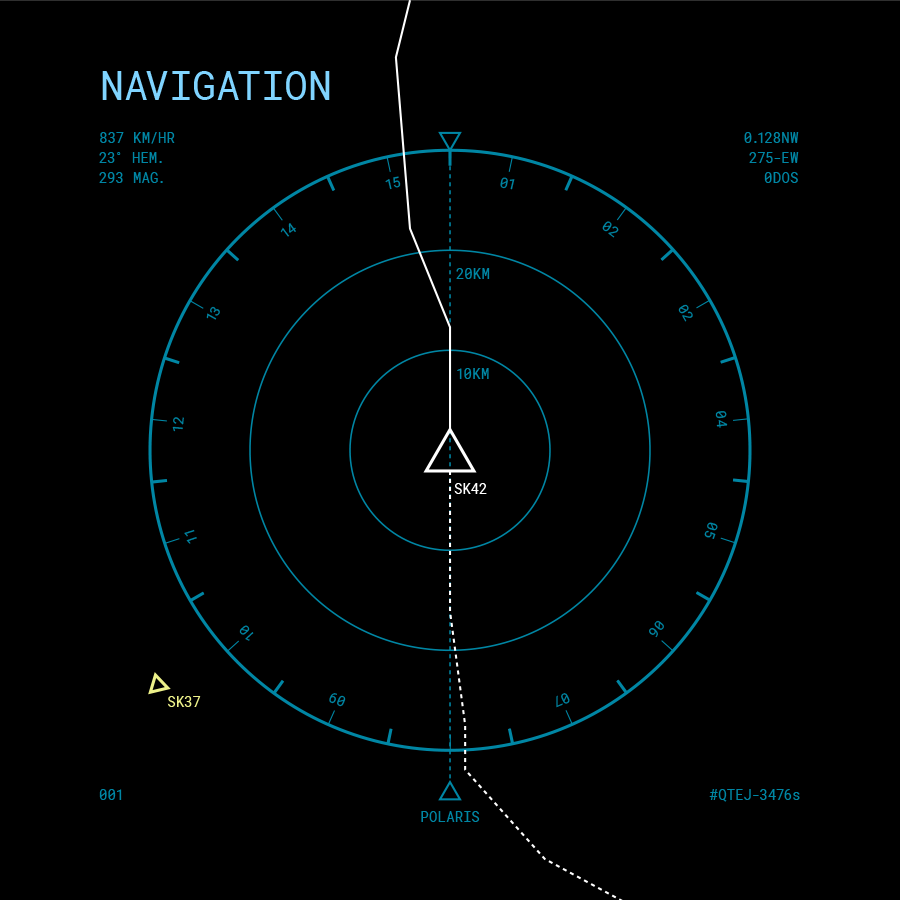 NAVIGATION
837 KM/HR
23° HEM.
293 MAG.
0.128NW
275-EW
0DOS
15
01
14
02
13
02
12
04
11
05
10
06
09
07
20KM
10KM
SK42
SK37
001
#QTEJ-3476s
POLARIS